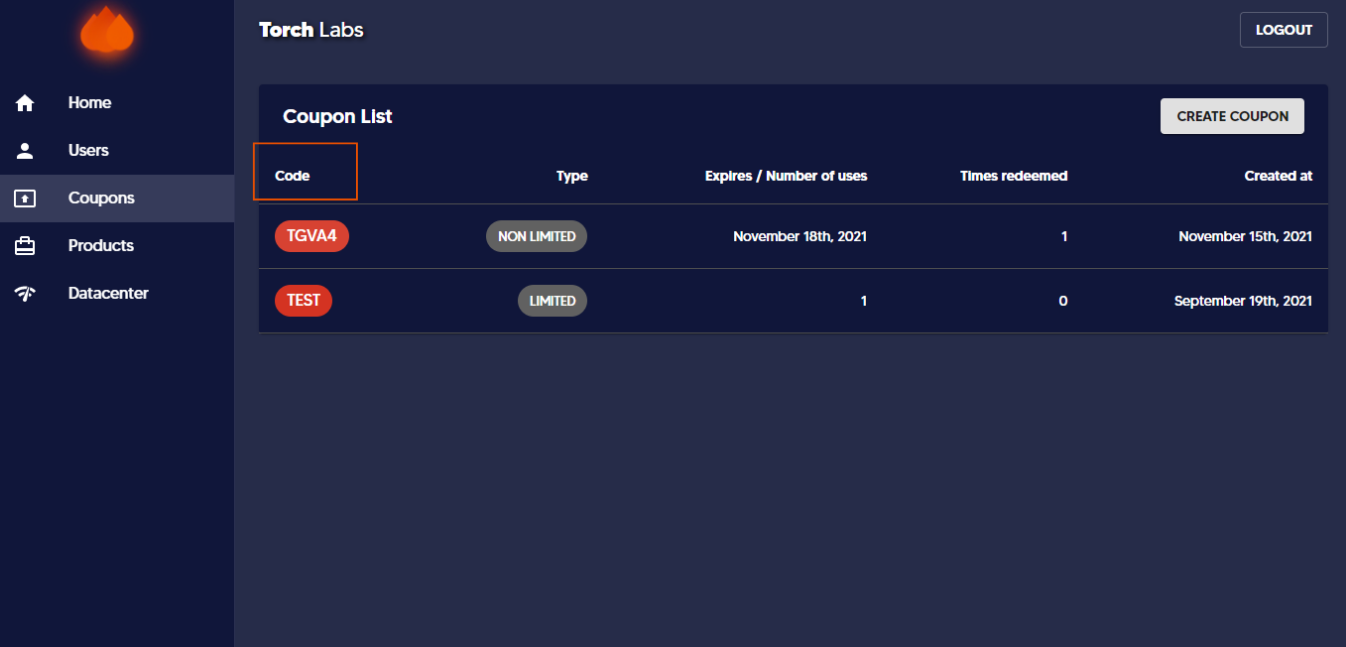 Torch Labs
LOGOUT
Home
Users
Coupons
Products
Datacenter
Coupon List
CREATE COUPON
Code Type Expires / Number of uses Times redeemed Created at
TGVA4 NON LIMITED November 18th, 2021 1 November 15th, 2021
TEST LIMITED 1 0 September 19th, 2021